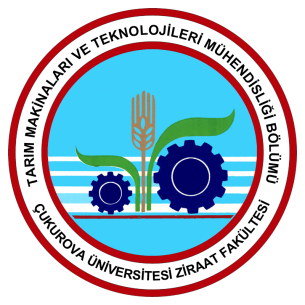 TARIM MAKİNALARI VE TEKNOLOJİLERİ MÜHENDİSLİĞİ BÖLÜMÜ
ÇUKUROVA ÜNİVERSİTESİ ZİRAAT FAKÜLTESİ